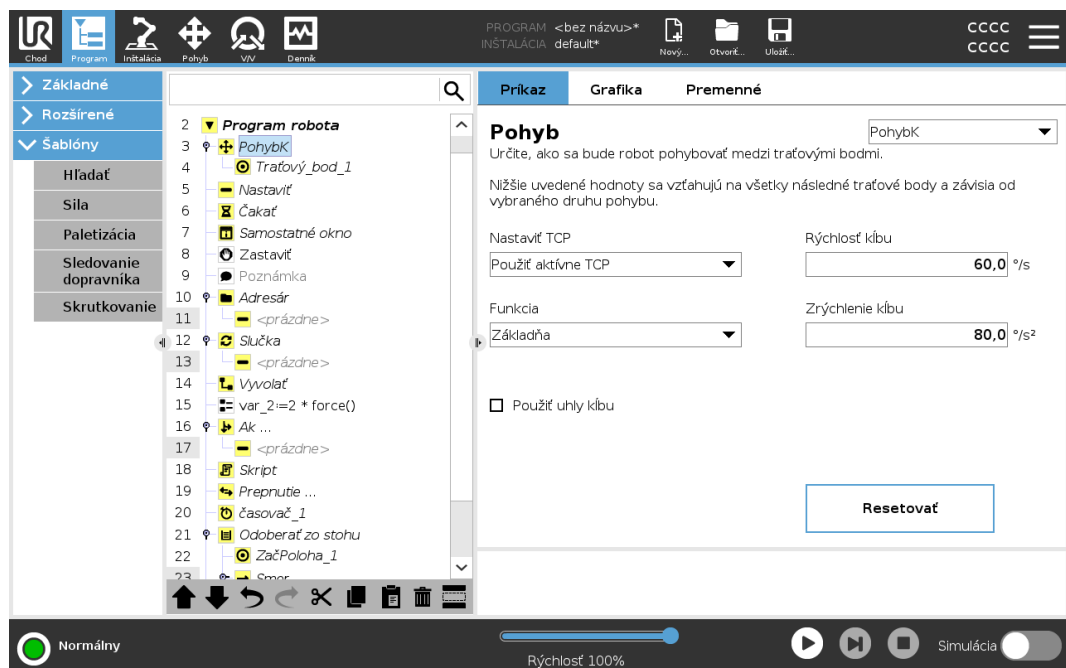 PROGRAM <bez názvu>*
INŠTALÁCIA default*
CCCC
CCCC
Chod
Program
Inštalácia
Pohyb
V/V
Denník
Nový...
Otvoriť...
Uložiť...
Základné
Rozšírené
Šablóny
Hľadať
Sila
Paletizácia
Sledovanie
dopravníka
Skrutkovanie
2 Program robota
3 PohybK
4 Traťový_bod_1
5 Nastaviť
6 Čakať
7 Samostatné okno
8 Zastaviť
9 Poznámka
10 Adresár
11 <prázdne>
12 Slučka
13 <prázdne>
14 Vyvolať
15 var_2:=2 * force()
16 Ak ...
17 <prázdne>
18 Skript
19 Prepnutie ...
20 časovač_1
21 Odoberať zo stohu
22 ZačPoloha_1
23 Smer
Príkaz
Grafika
Premenné
Pohyb
PohybK
Určite, ako sa bude robot pohybovať medzi traťovými bodmi.
Nižšie uvedené hodnoty sa vzťahujú na všetky následné traťové body a závisia od
vybraného druhu pohybu.
Nastaviť TCP
Rýchlosť kĺbu
Použiť aktívne TCP
60,0 °/s
Funkcia
Zrýchlenie kĺbu
Základňa
80,0 °/s²
Použiť uhly kĺbu
Resetovať
Normálny
Rýchlosť 100%
Simulácia